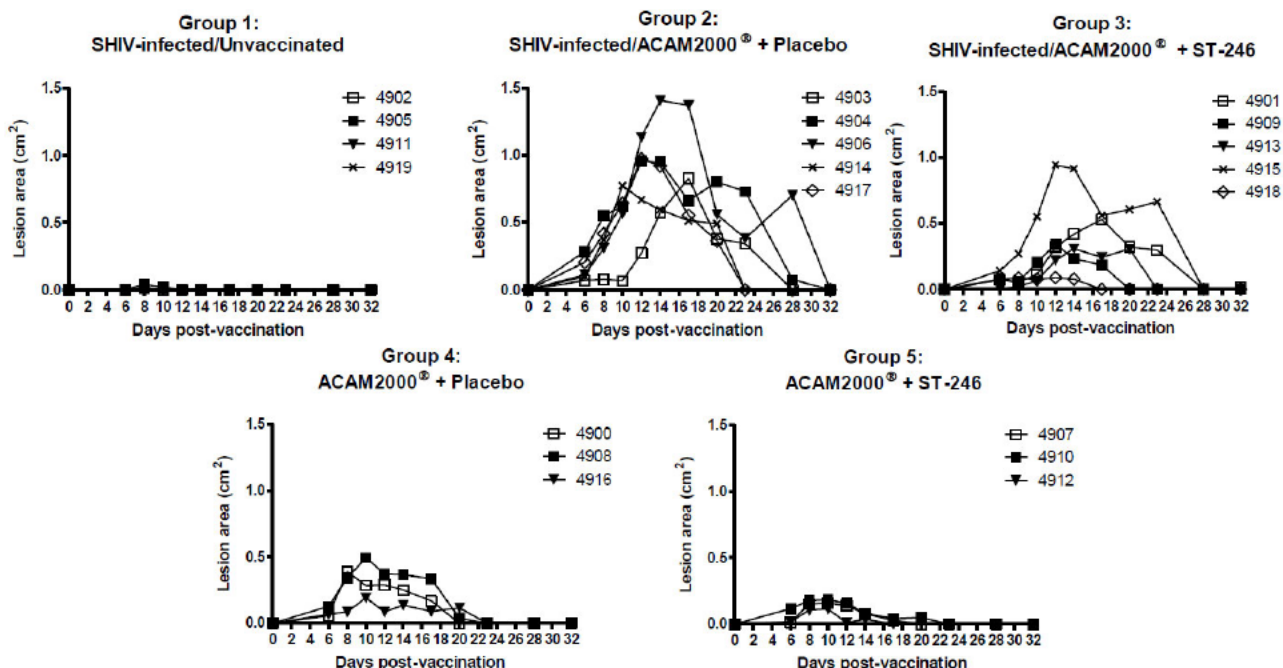 Group 1:
SHIV-infected/Unvaccinated
1.5
1.0
0.5
0.0
Lesion area (cm²)
0 2 4 6 8 10 12 14 16 18 20 22 24 26 28 30 32
Days post-vaccination
4902
4905
4911
4919
Group 2:
SHIV-infected/ACAM2000® + Placebo
1.5
1.0
0.5
0.0
Lesion area (cm²)
0 2 4 6 8 10 12 14 16 18 20 22 24 26 28 30 32
Days post-vaccination
4903
4904
4906
4914
4917
Group 3:
SHIV-infected/ACAM2000® + ST-246
1.5
1.0
0.5
0.0
Lesion area (cm²)
0 2 4 6 8 10 12 14 16 18 20 22 24 26 28 30 32
Days post-vaccination
4901
4909
4913
4915
4918
Group 4:
ACAM2000® + Placebo
1.5
1.0
0.5
0.0
Lesion area (cm²)
0 2 4 6 8 10 12 14 16 18 20 22 24 26 28 30 32
Days post-vaccination
4900
4908
4916
Group 5:
ACAM2000® + ST-246
1.5
1.0
0.5
0.0
Lesion area (cm²)
0 2 4 6 8 10 12 14 16 18 20 22 24 26 28 30 32
Days post-vaccination
4907
4910
4912